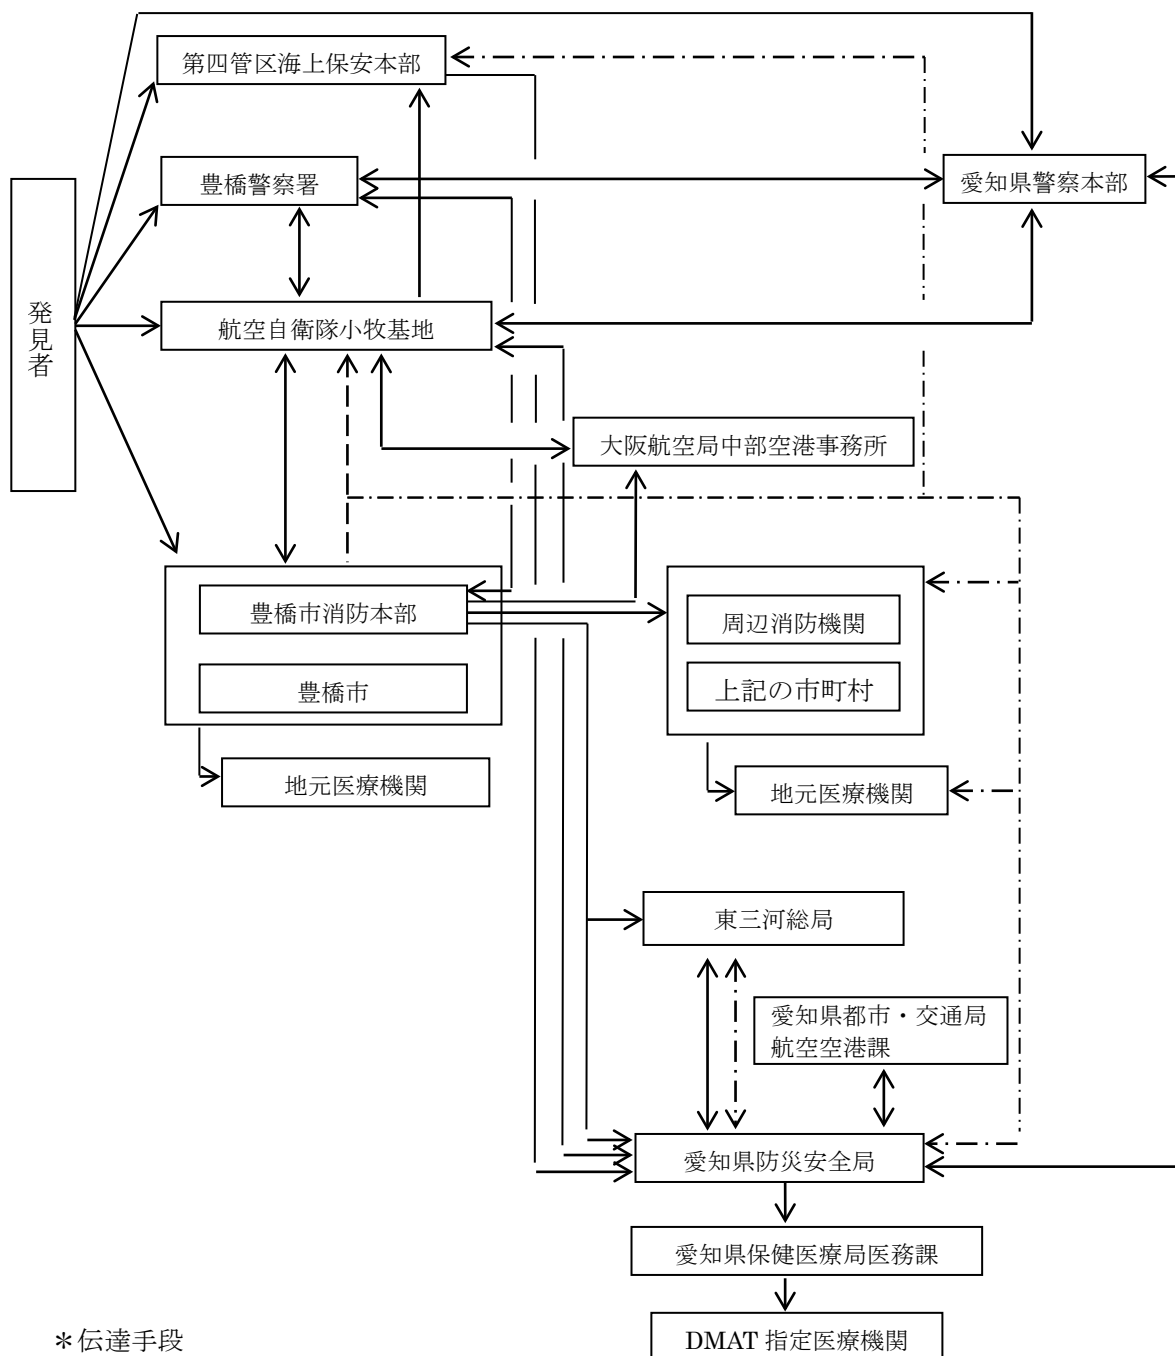 第四管区海上保安本部
豊橋警察署
愛知県警察本部
発見者
航空自衛隊小牧基地
大阪航空局中部空港事務所
豊橋市消防本部
周辺消防機関
豊橋市
上記の市町村
地元医療機関
地元医療機関
東三河総局
愛知県都市・交通局
航空空港課
愛知県防災安全局
愛知県保健医療局医務課
DMAT 指定医療機関
＊伝達手段